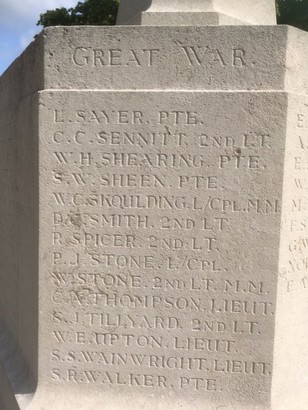 GREAT WAR.
L. SAYER. PTE.
C. C. SENNITT. 2ND LT.
W. H. SHEARING. PTE.
S. W. SHEEN. PTE.
W. C. SKOULDING. L/CPL. M.M.
SMITH. 2ND LT.
R. SPICER. 2ND LT.
P. J. STONE. L/CPL.
W. STONE. 2ND LT. M.M.
THOMPSON. LIEUT.
S. J. TILLYARD. 2ND LT.
W. E. UPTON. LIEUT.
S. S. WAINWRIGHT. LIEUT.
S. R. WALKER. PTE.